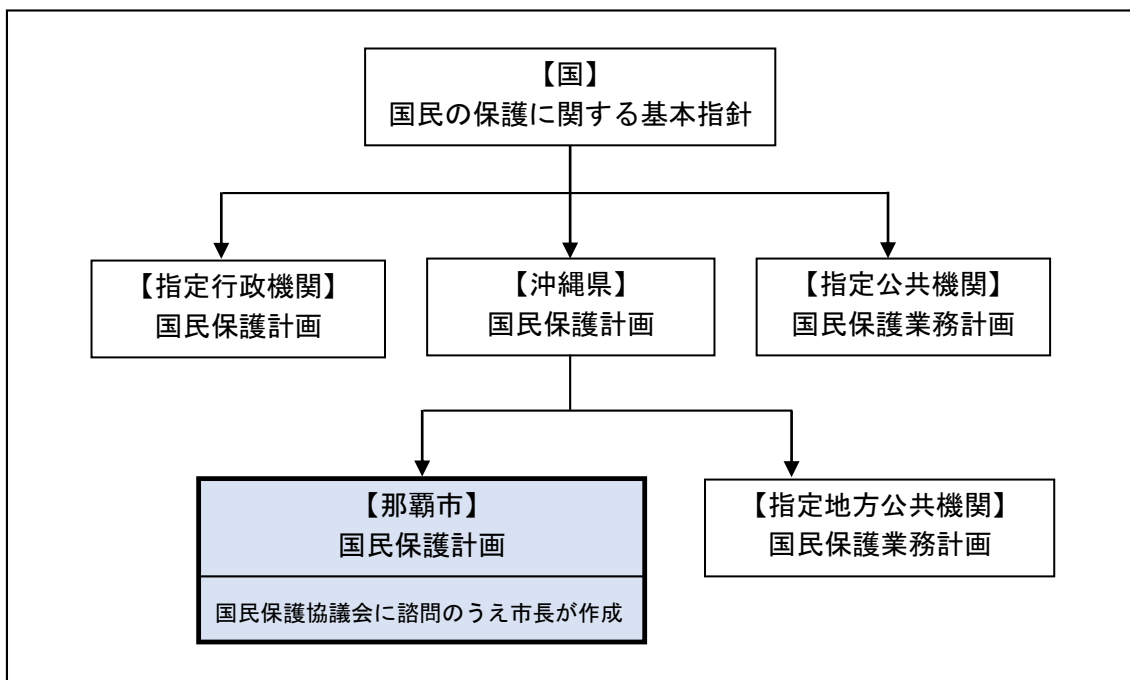 【国】
国民の保護に関する基本指針
【指定行政機関】
国民保護計画
【沖縄県】
国民保護計画
【指定公共機関】
国民保護業務計画
【那覇市】
国民保護計画
国民保護協議会に諮問のうえ市長が作成
【指定地方公共機関】
国民保護業務計画